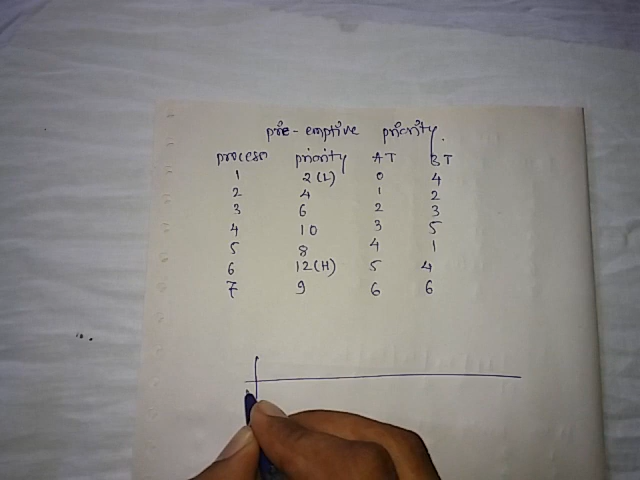 pre-emptive priority.
process priority AT BT
1 2(L) 0 4
2 4 1 2
3 6 2 3
4 10 3 5
5 8 4 1
6 12(H) 5 4
7 9 6 6